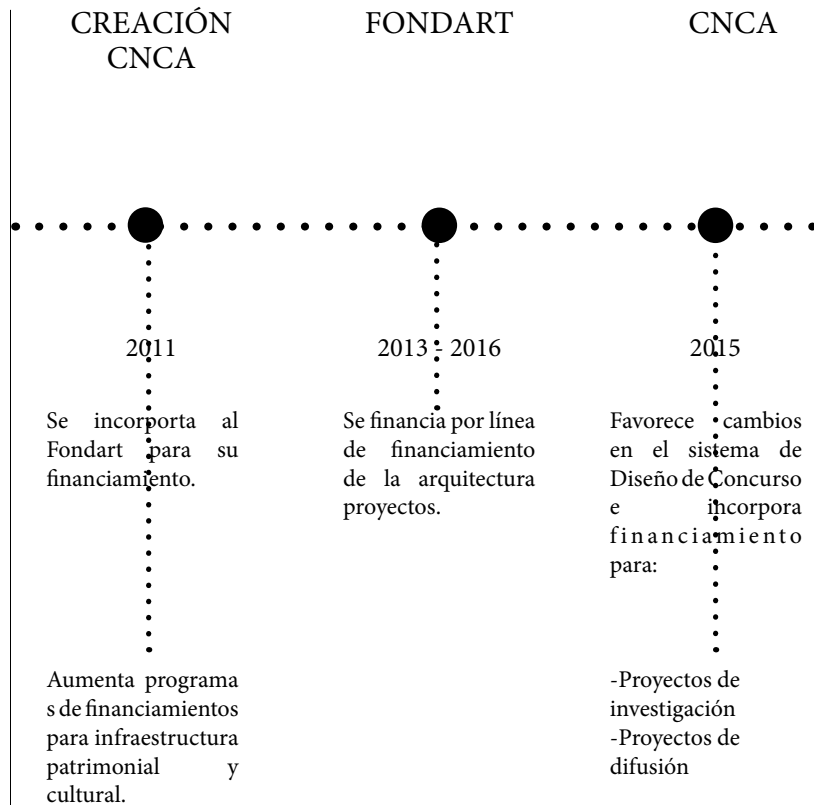 CREACIÓN
CNCA
2011
Se incorporta al
Fondart para su
financiamiento.
Aumenta programa
s de financiamientos
para infraestructura
patrimonial y
cultural.
FONDART
2013 - 2016
Se financia por línea
de financiamiento
de la arquitectura
proyectos.
CNCA
2015
Favorece cambios
en el sistema de
Diseño de Concurso
e incorpora
financiamiento
para:
-Proyectos de
investigación
-Proyectos de
difusión